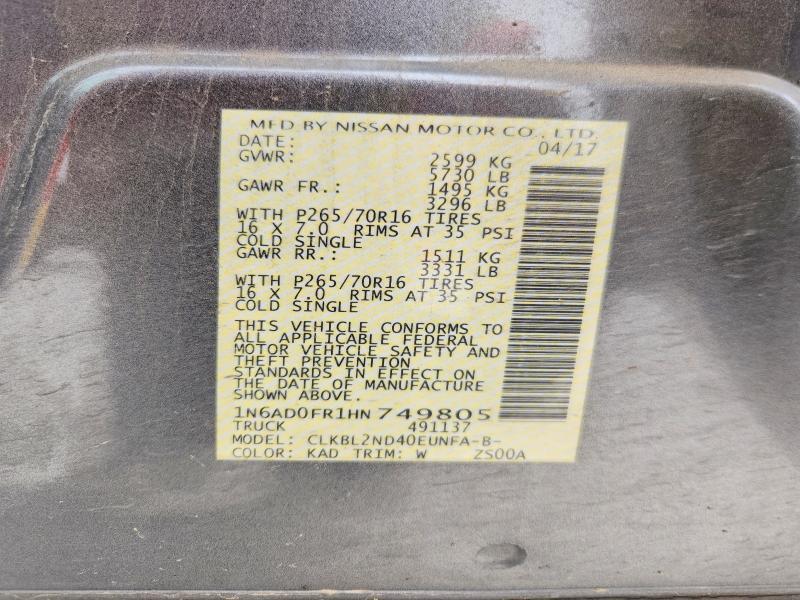 MFD BY NISSAN MOTOR CO., LTD.
DATE: 04/17
GVWR: 2599 KG
5730 LB
GAWR FR.: 1495 KG
3296 LB
WITH P265/70R16 TIRES
16 X 7.0 RIMS AT 35 PSI
COLD SINGLE
GAWR RR.: 1511 KG
3331 LB
WITH P265/70R16 TIRES
16 X 7.0 RIMS AT 35 PSI
COLD SINGLE
THIS VEHICLE CONFORMS TO
ALL APPLICABLE FEDERAL
MOTOR VEHICLE SAFETY AND
THEFT PREVENTION
STANDARDS IN EFFECT ON
THE DATE OF MANUFACTURE
SHOWN ABOVE.
1N6AD0FR1HN749805
TRUCK 491137
MODEL: CLKBL2ND40EUNFA-B-
COLOR: KAD TRIM: W ZS00A